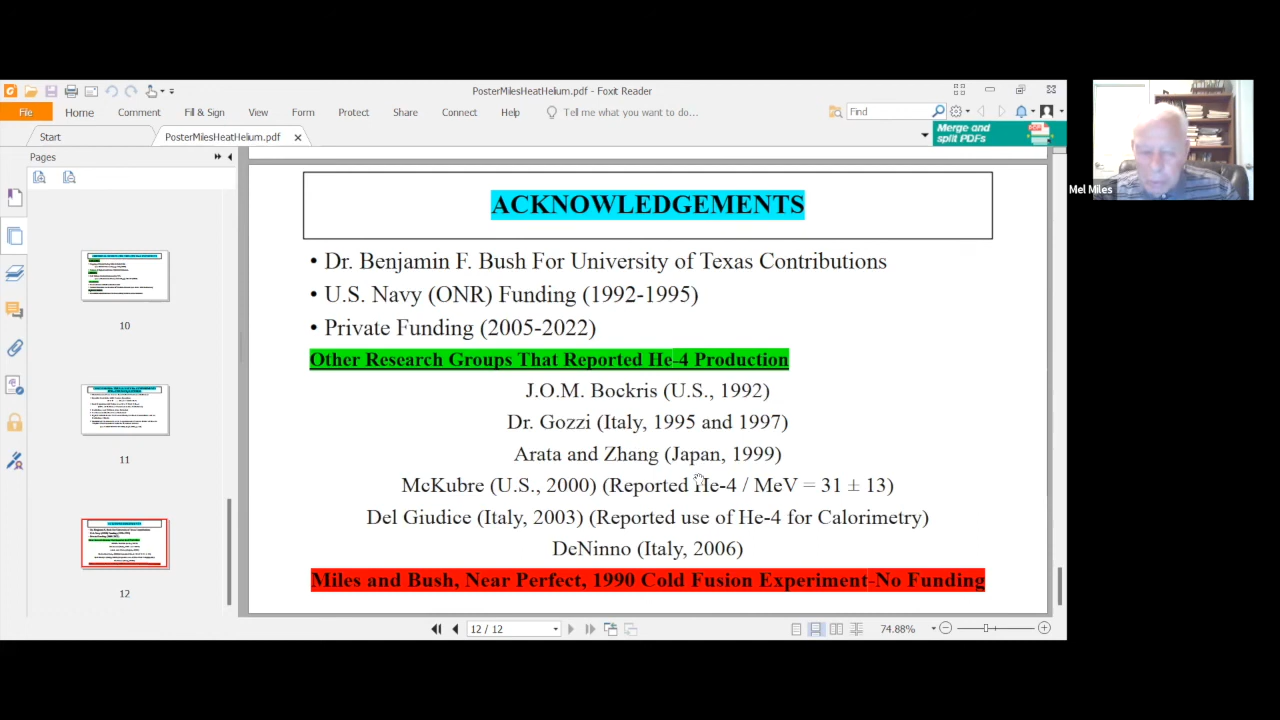 PosterMilesHeatHelium.pdf - Foxit Reader
File Home Comment Fill & Sign View Form Protect Share Connect Help Tell me what you want to do.. Find
Start PosterMilesHeatHelium.pdf
Merge and
split PDFs
Pages
Mel Miles
ACKNOWLEDGEMENTS
• Dr. Benjamin F. Bush For University of Texas Contributions
• U.S. Navy (ONR) Funding (1992-1995)
• Private Funding (2005-2022)
Other Research Groups That Reported He-4 Production
J.O.M. Bockris (U.S., 1992)
Dr. Gozzi (Italy, 1995 and 1997)
Arata and Zhang (Japan, 1999)
McKubre (U.S., 2000) (Reported He-4 / MeV = 31 ± 13)
Del Giudice (Italy, 2003) (Reported use of He-4 for Calorimetry)
DeNinno (Italy, 2006)
Miles and Bush, Near Perfect, 1990 Cold Fusion Experiment-No Funding
10
11
12
12 / 12
74.88%